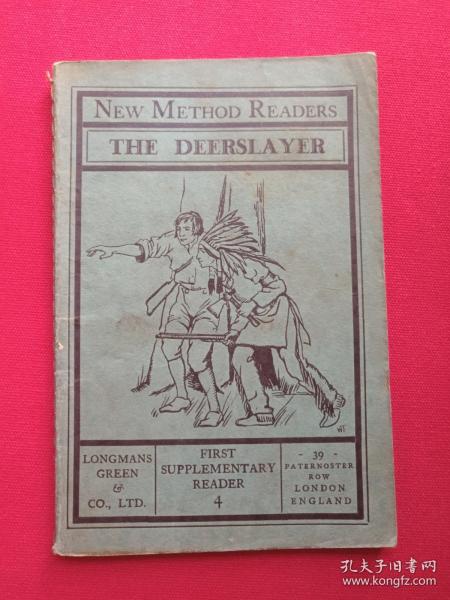 NEW METHOD READERS
THE DEERSLAYER
WF
LONGMANS
GREEN
&
CO., LTD.
FIRST
SUPPLEMENTARY
READER
4
- 39 -
PATERNOSTER
ROW
LONDON
ENGLAND
孔夫子旧书网
www.kongfz.com